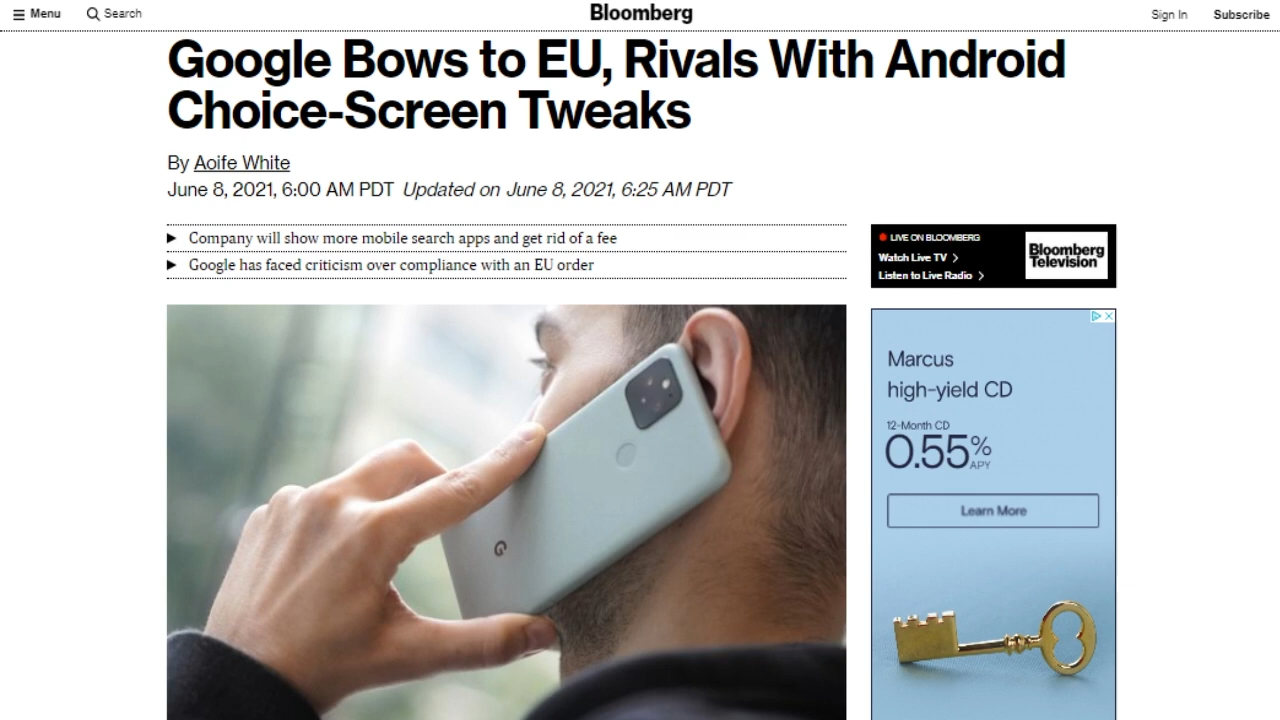 Menu
Search
Bloomberg
Sign In
Subscribe
Google Bows to EU, Rivals With Android
Choice-Screen Tweaks
By Aoife White
June 8, 2021, 6:00 AM PDT Updated on June 8, 2021, 6:25 AM PDT
Company will show more mobile search apps and get rid of a fee
Google has faced criticism over compliance with an EU order
LIVE ON BLOOMBERG
Watch Live TV
Listen to Live Radio
Bloomberg
Television
Marcus
high-yield CD
12-Month CD
0.55%
APY
Learn More
G